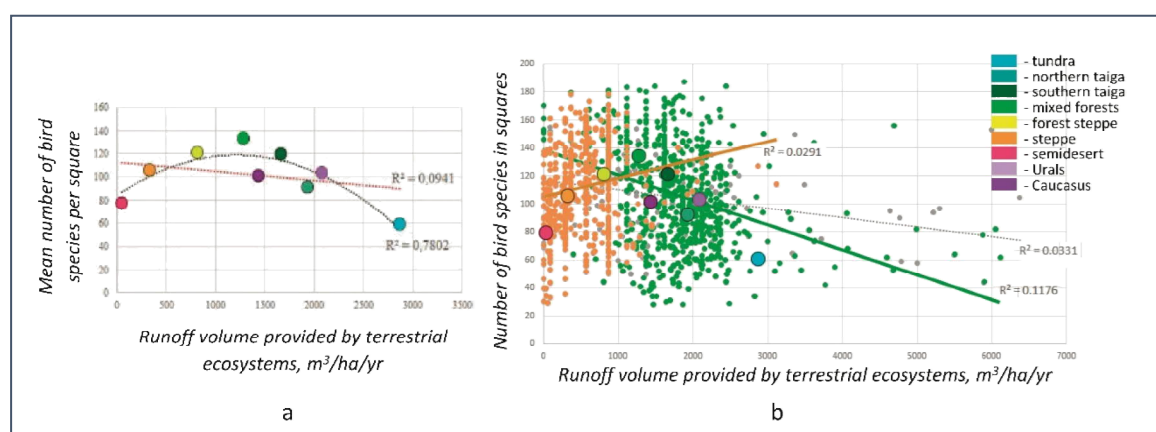 Mean number of bird
species per square
160
140
120
100
80
60
40
20
0
R² = 0,0941
R² = 0,7802
0 500 1000 1500 2000 2500 3000 3500
Runoff volume provided by terrestrial
ecosystems, m³/ha/yr
a
Number of bird species in squares
200
180
160
140
120
100
80
60
40
20
0
R² = 0.0291
R² = 0.0331
R² = 0.1176
0 1000 2000 3000 4000 5000 6000 7000
Runoff volume provided by terrestrial ecosystems, m³/ha/yr
b
- tundra
- northern taiga
- southern taiga
- mixed forests
- forest steppe
- steppe
- semidesert
- Urals
- Caucasus